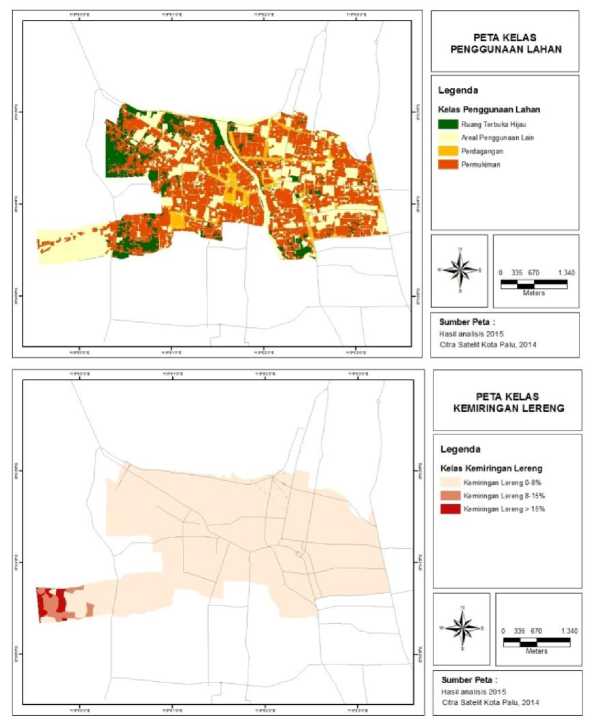 PETA KELAS
PENGGUNAAN LAHAN
Legenda
Kelas Penggunaan Lahan
Ruang Terbuka Hijau
Areal Penggunaan Lain
Perdagangan
Permukiman
0 335 670 1.340
Meters
Sumber Peta :
Hasil analisis 2015
Citra Satelit Kota Palu, 2014
PETA KELAS
KEMIRINGAN LERENG
Legenda
Kelas Kemiringan Lereng
Kemiringan Lereng 0-8%
Kemiringan Lereng 8-15%
Kemiringan Lereng > 15%
0 335 670 1.340
Meters
Sumber Peta :
Hasil analisis 2015
Citra Satelit Kota Palu, 2014